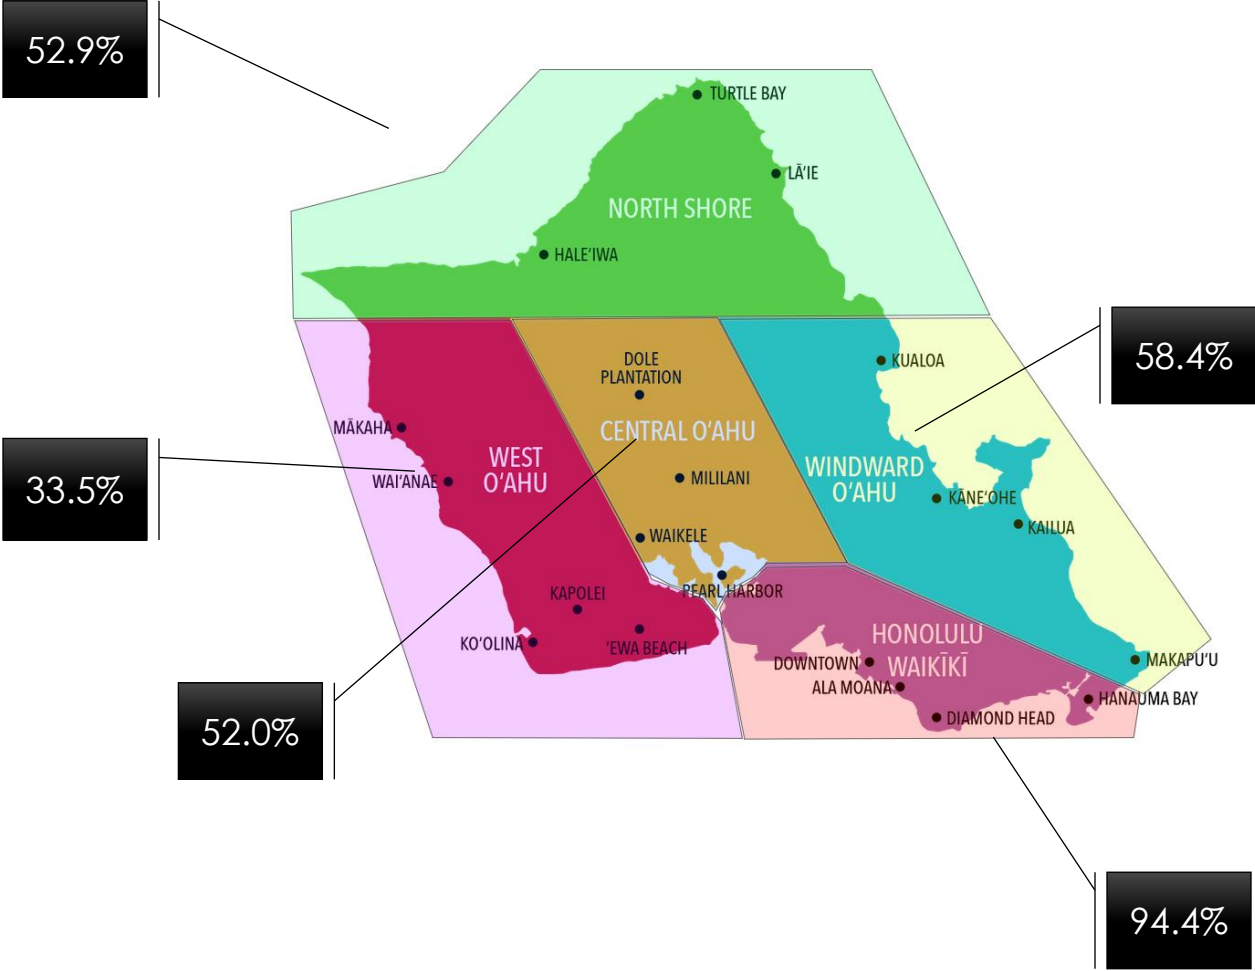 52.9%
TURTLE BAY
LĀ‘IE
NORTH SHORE
HALE‘IWA
58.4%
DOLE
PLANTATION
KUALOA
MĀKAHA
CENTRAL O‘AHU
33.5%
WEST
O‘AHU
WAI‘ANAE
MILILANI
WINDWARD
O‘AHU
KĀNE‘OHE
KAILUA
WAIKELE
PEARL HARBOR
KAPOLEI
KO‘OLINA
‘EWA BEACH
HONOLULU
WAIKĪKĪ
DOWNTOWN
ALA MOANA
DIAMOND HEAD
MAKAPU‘U
HANAUMA BAY
52.0%
94.4%